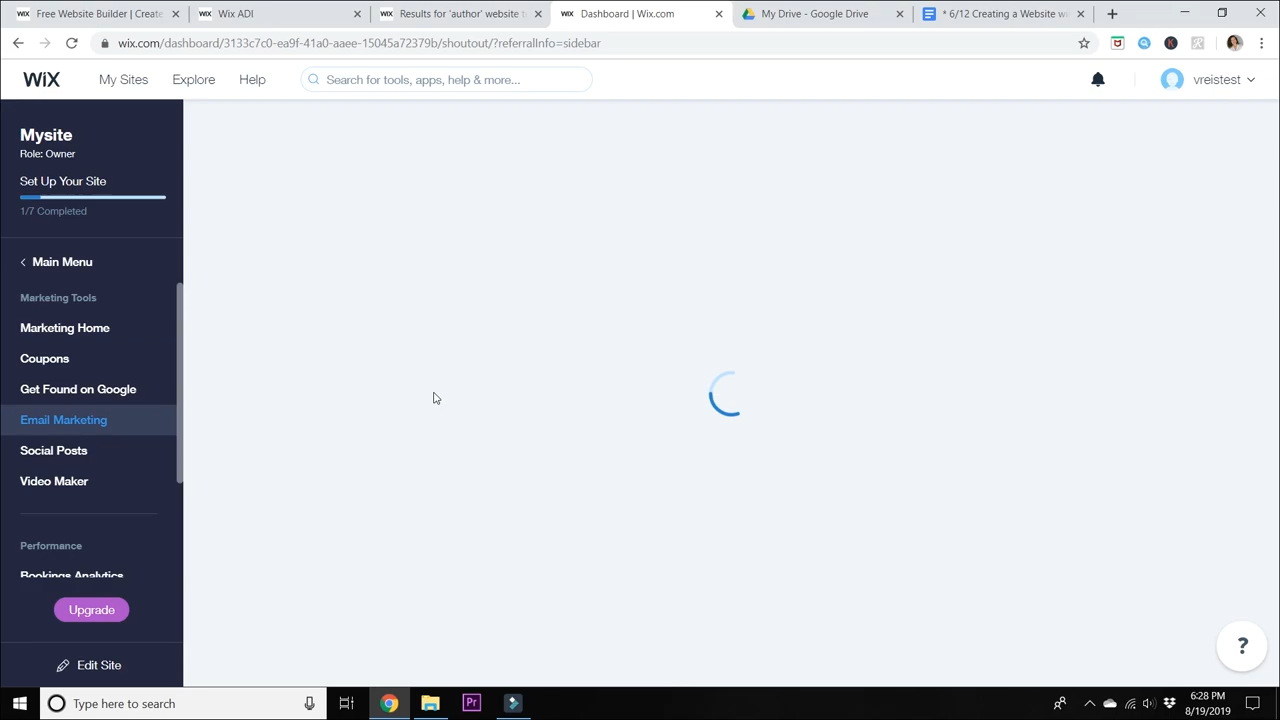 Free Website Builder | Create
Wix ADI
Results for 'author' website t
Dashboard | Wix.com
My Drive - Google Drive
* 6/12 Creating a Website w
wix.com/dashboard/3133c7c0-ea9f-41a0-aaee-15045a72379b/shoutout/?referralInfo=sidebar
WIX
My Sites
Explore
Help
Search for tools, apps, help & more...
vreistest
Mysite
Role: Owner
Set Up Your Site
1/7 Completed
Main Menu
Marketing Tools
Marketing Home
Coupons
Get Found on Google
Email Marketing
Social Posts
Video Maker
Performance
Bookings Analytics
Upgrade
Edit Site
?
Type here to search
Pr
6:28 PM
8/19/2019